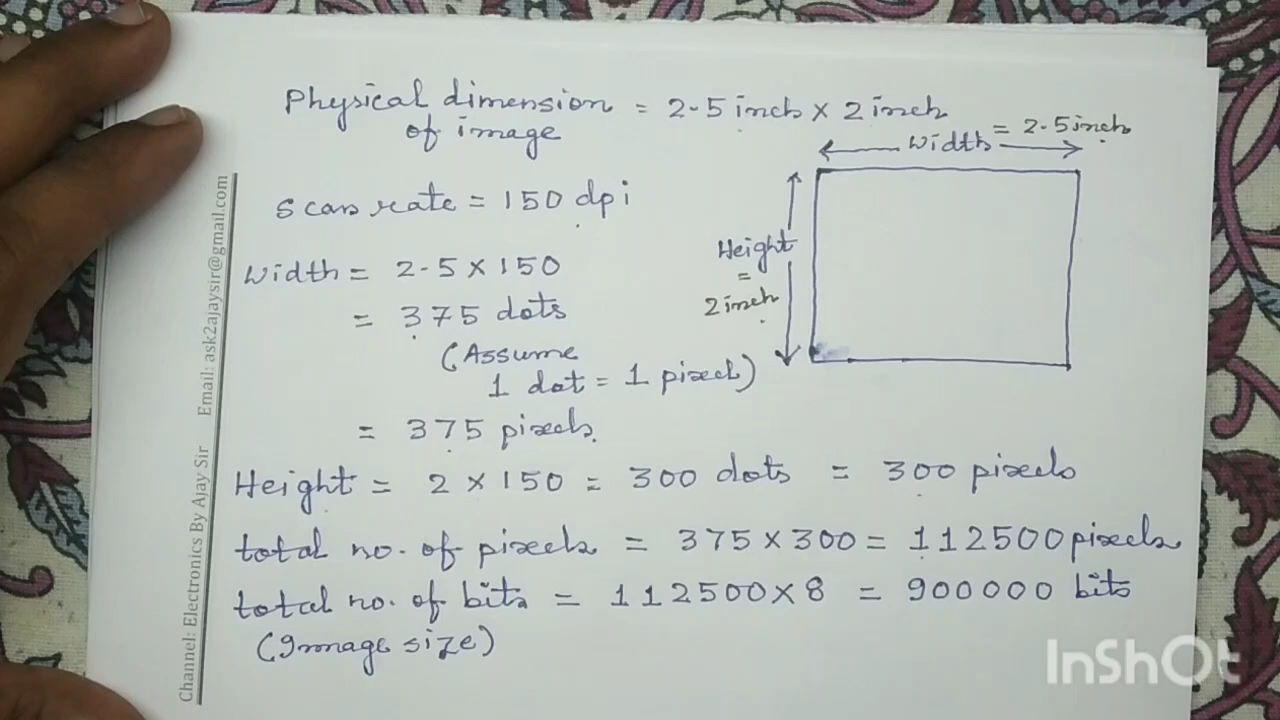 Physical dimension = 2.5 inch × 2 inch
of image
Width = 2.5 inch
Scan rate = 150 dpi
Height
=
2 inch
Width = 2.5 × 150
= 375 dots
(Assume
1 dot = 1 pixel)
= 375 pixels.
Height = 2 × 150 = 300 dots = 300 pixels
total no. of pixels = 375 × 300 = 112500 pixels
total no. of bits = 112500 × 8 = 900000 bits
(Image size)
Channel: Electronics By Ajay Sir Email: ask2ajaysir@gmail.com
InShOt